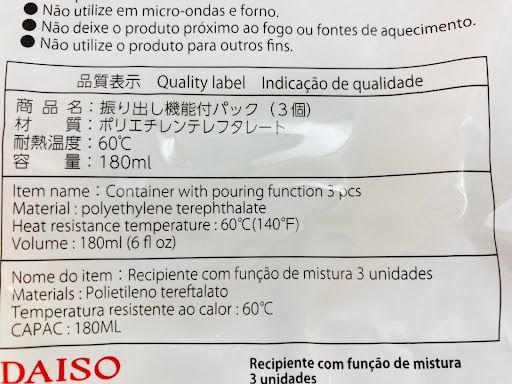 ● Não utilize em micro-ondas e forno.
● Não deixe o produto próximo ao fogo ou fontes de aquecimento.
● Não utilize o produto para outros fins.
品質表示 Quality label Indicação de qualidade
商品名：振り出し機能付パック（３個）
材質：ポリエチレンテレフタレート
耐熱温度：60℃
容量：180ml
Item name：Container with pouring function 3 pcs
Material : polyethylene terephthalate
Heat resistance temperature : 60℃(140°F)
Volume : 180ml (6 fl oz)
Nome do item：Recipiente com função de mistura 3 unidades
Materials : Polietileno tereftalato
Temperatura resistente ao calor : 60℃
CAPAC : 180ML
DAISO
Recipiente com função de mistura
3 unidades